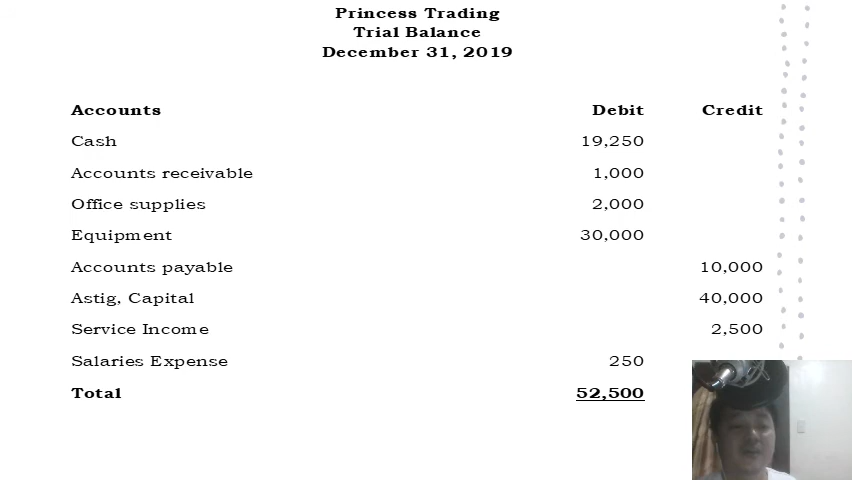 Princess Trading
Trial Balance
December 31, 2019
Accounts Debit Credit
Cash 19,250
Accounts receivable 1,000
Office supplies 2,000
Equipment 30,000
Accounts payable 10,000
Astig, Capital 40,000
Service Income 2,500
Salaries Expense 250
Total 52,500